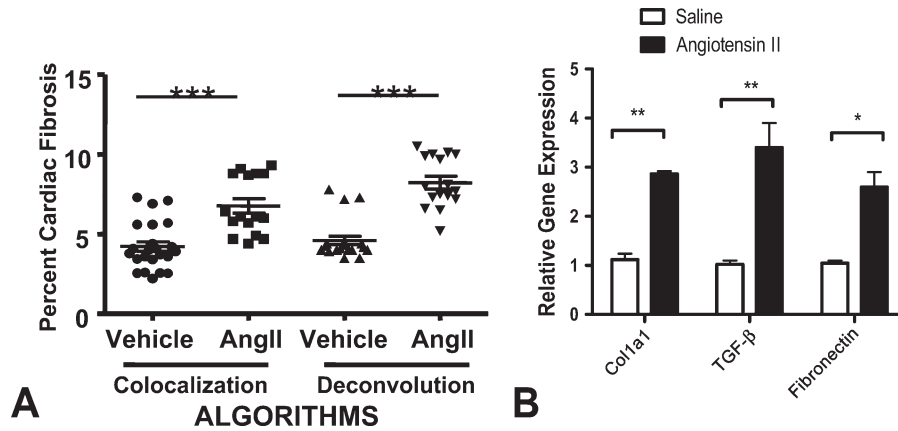 Percent Cardiac Fibrosis
15
10
5
0
***
***
Vehicle AngII Vehicle AngII
Colocalization Deconvolution
ALGORITHMS
A
Saline
Angiotensin II
Relative Gene Expression
5
4
3
2
1
0
**
**
*
Col1a1
TGF-β
Fibronectin
B